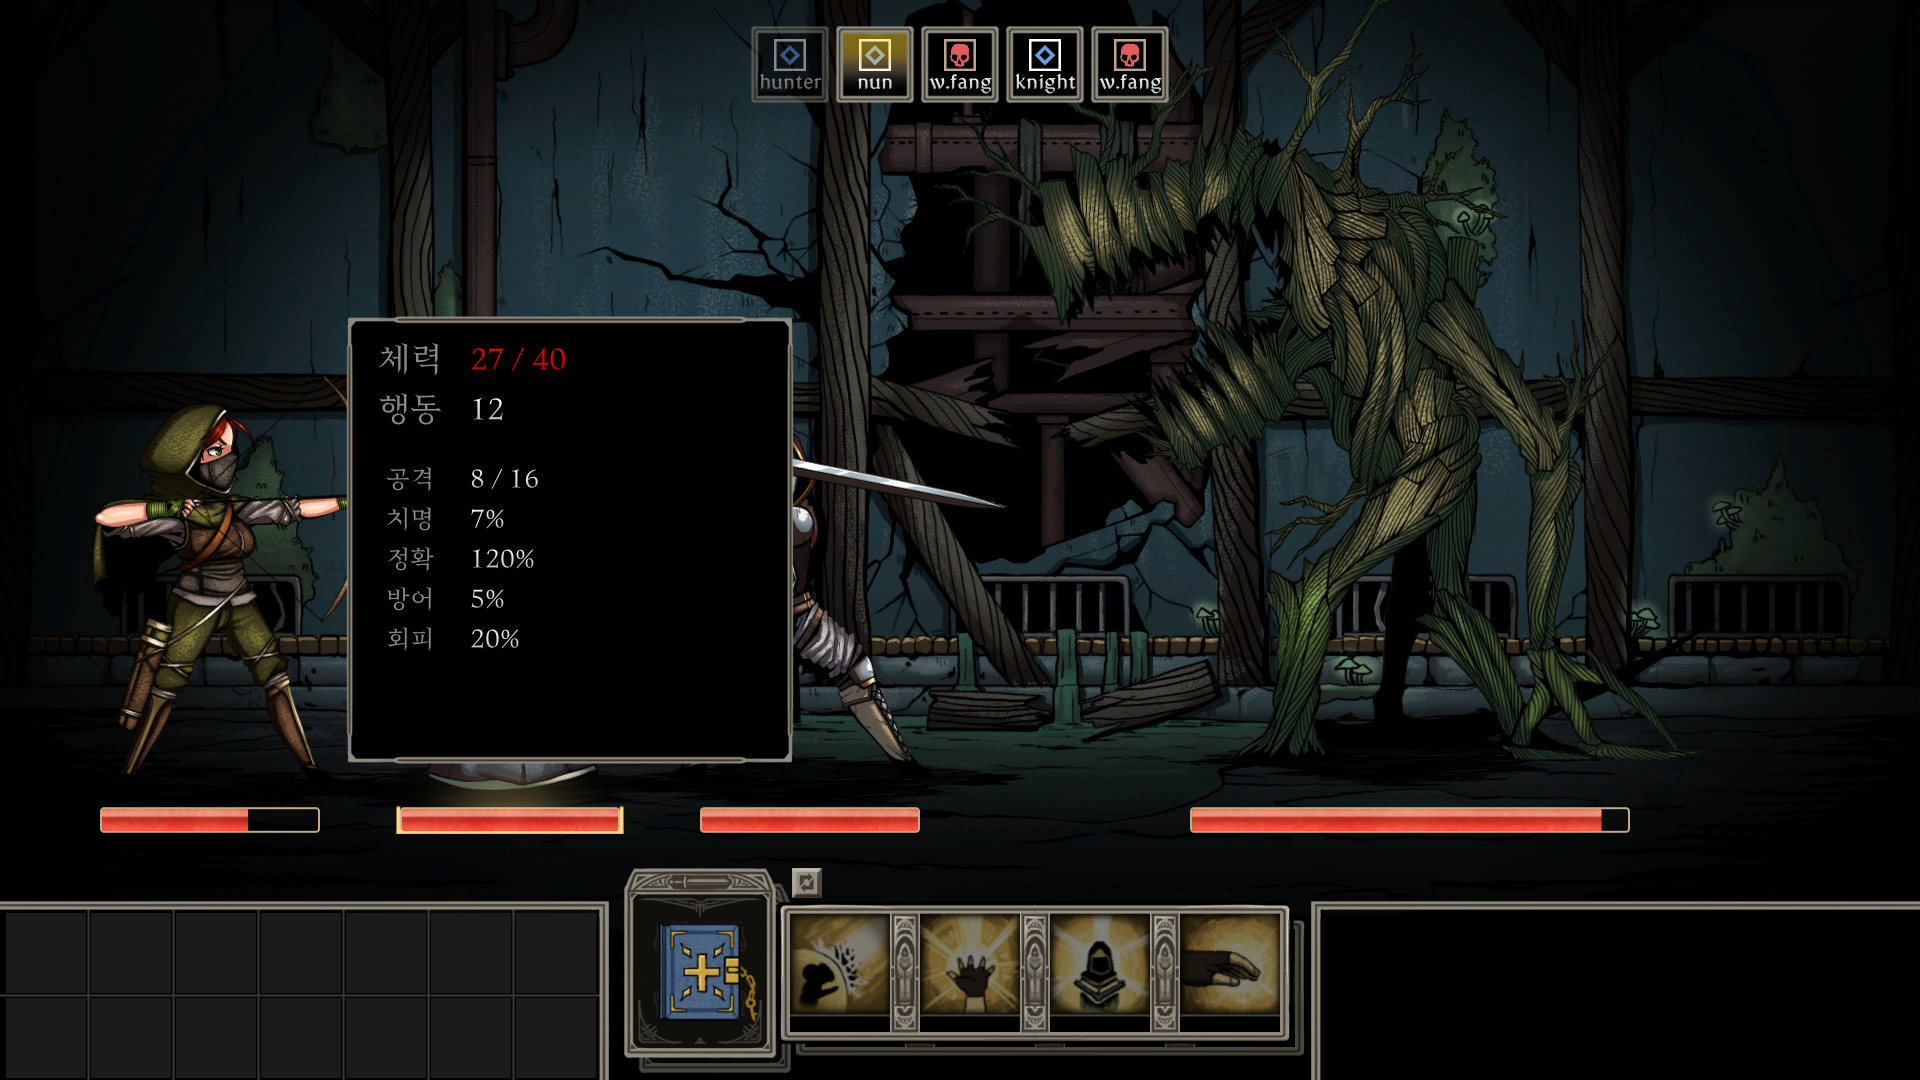 hunter nun w.fang knight w.fang
체력 27 / 40
행동 12
공격 8 / 16
치명 7%
정확 120%
방어 5%
회피 20%